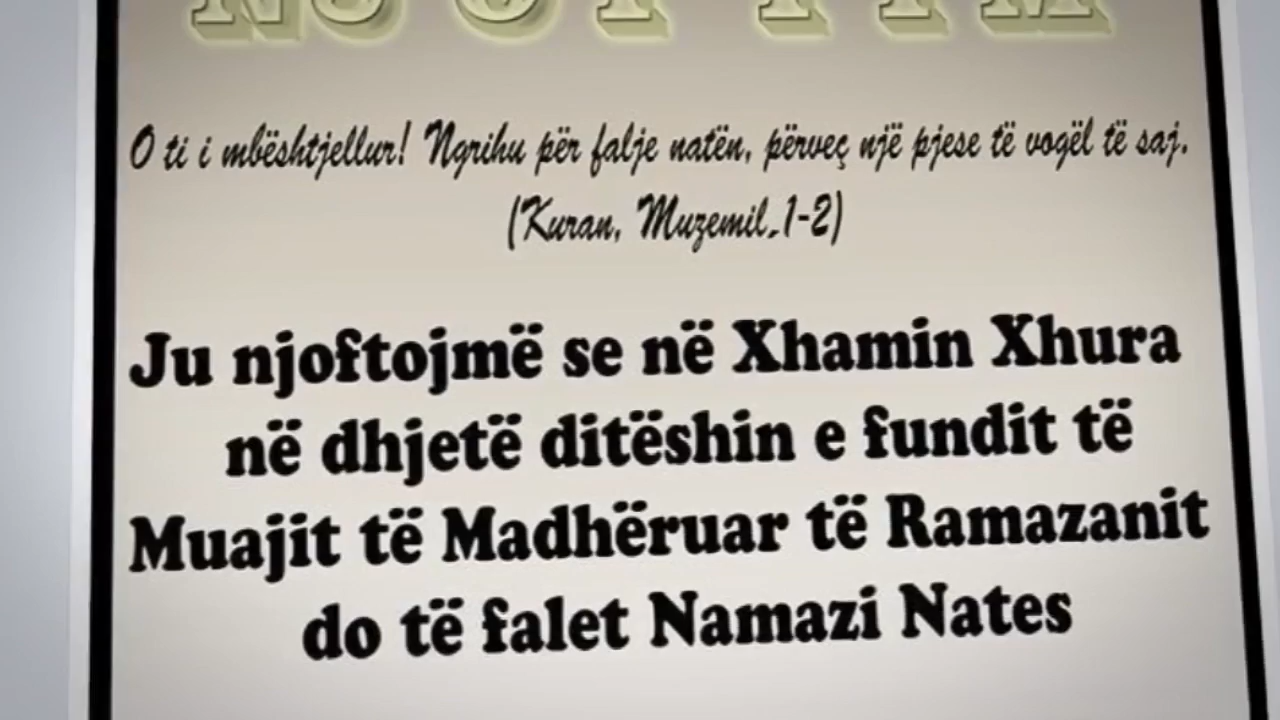 NJOFTIM
O ti i mbështjellur! Ngrihu për falje natën, përveç një pjese të vogël të saj.
(Kuran, Muzemil,1-2)
Ju njoftojmë se në Xhamin Xhura
në dhjetë ditëshin e fundit të
Muajit të Madhëruar të Ramazanit
do të falet Namazi Nates